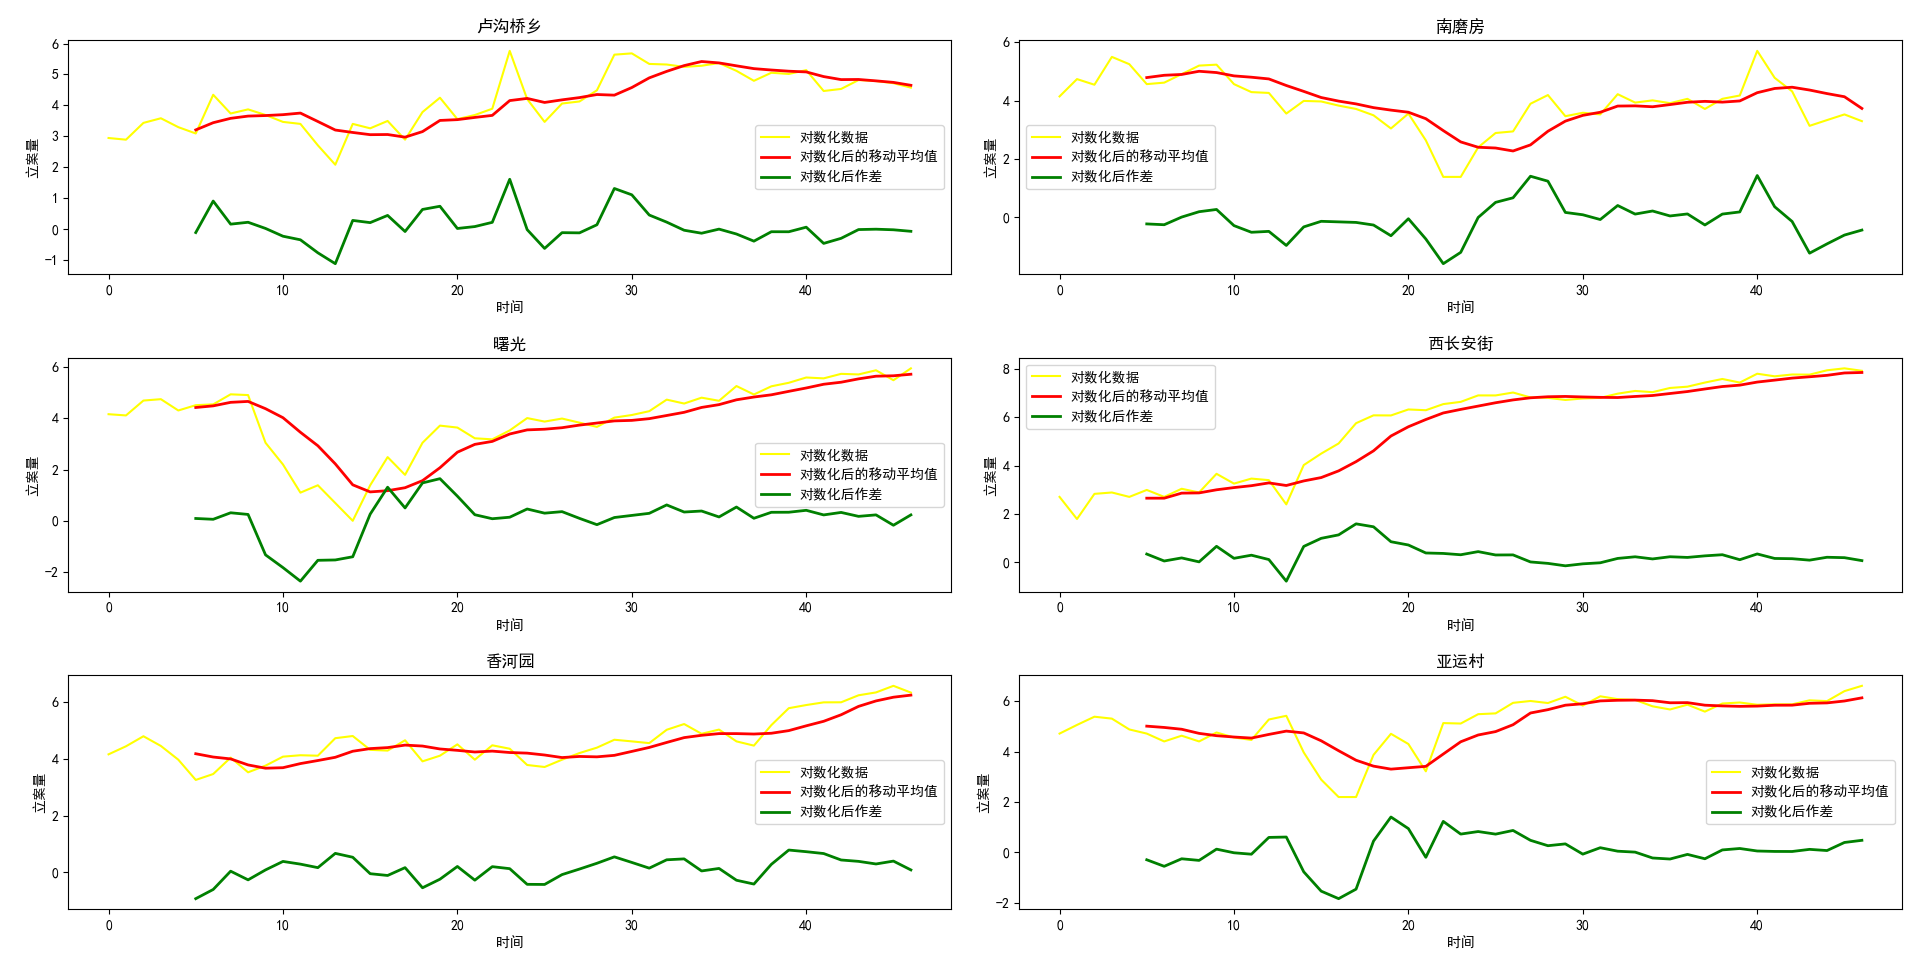 卢沟桥乡
6
5
4
3
2
1
0
−1
立案量
对数化数据
对数化后的移动平均值
对数化后作差
0 10 20 30 40
时间
南磨房
6
4
2
0
立案量
对数化数据
对数化后的移动平均值
对数化后作差
0 10 20 30 40
时间
曙光
6
4
2
0
−2
立案量
对数化数据
对数化后的移动平均值
对数化后作差
0 10 20 30 40
时间
西长安街
8
6
4
2
0
立案量
对数化数据
对数化后的移动平均值
对数化后作差
0 10 20 30 40
时间
香河园
6
4
2
0
立案量
对数化数据
对数化后的移动平均值
对数化后作差
0 10 20 30 40
时间
亚运村
6
4
2
0
−2
立案量
对数化数据
对数化后的移动平均值
对数化后作差
0 10 20 30 40
时间